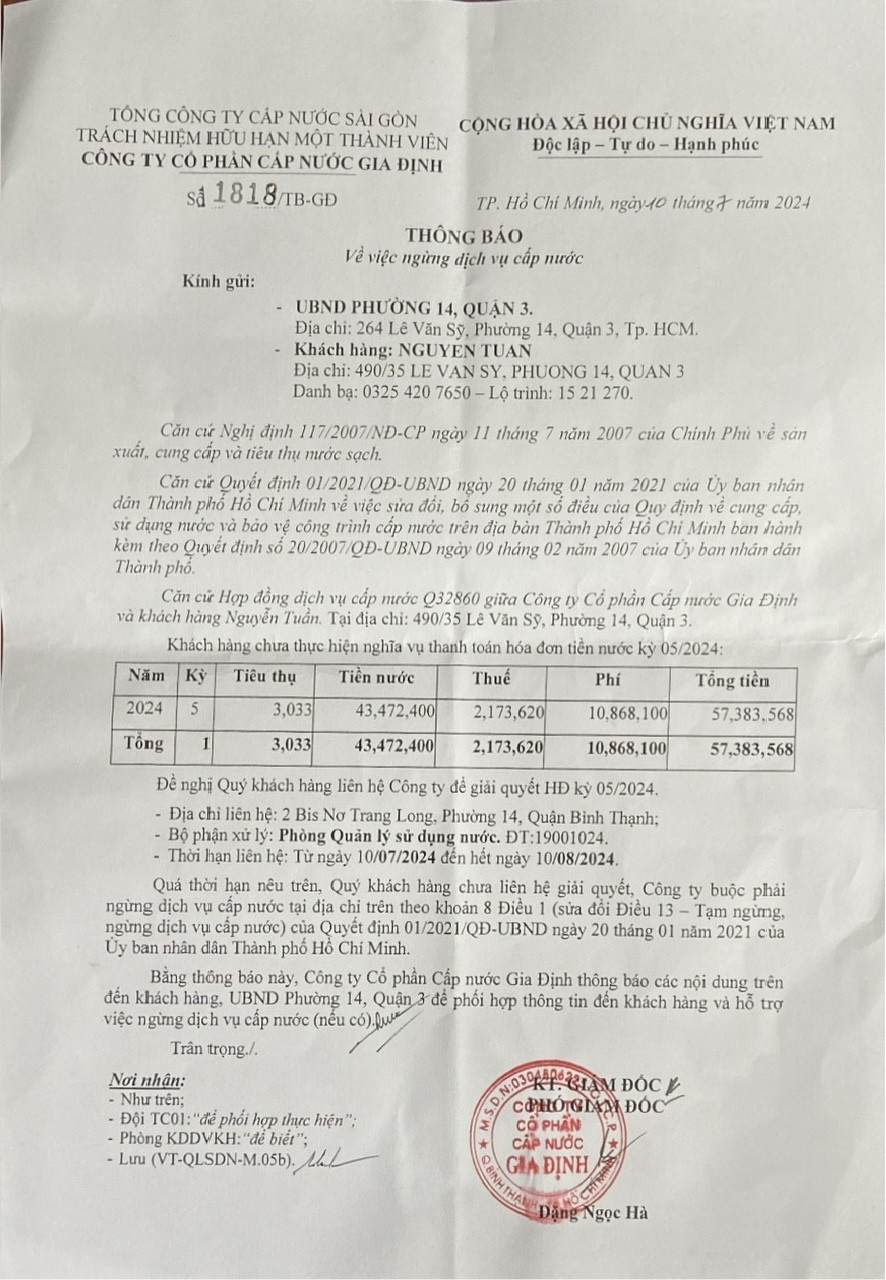 TỔNG CÔNG TY CẤP NƯỚC SÀI GÒN
TRÁCH NHIỆM HỮU HẠN MỘT THÀNH VIÊN
CÔNG TY CỔ PHẦN CẤP NƯỚC GIA ĐỊNH
Số 1818/TB-GĐ
CỘNG HÒA XÃ HỘI CHỦ NGHĨA VIỆT NAM
Độc lập – Tự do – Hạnh phúc
TP. Hồ Chí Minh, ngày 10 tháng 7 năm 2024
THÔNG BÁO
Về việc ngừng dịch vụ cấp nước
Kính gửi:
- UBND PHƯỜNG 14, QUẬN 3.
Địa chỉ: 264 Lê Văn Sỹ, Phường 14, Quận 3, Tp. HCM.
- Khách hàng: NGUYEN TUAN
Địa chỉ: 490/35 LE VAN SY, PHUONG 14, QUAN 3
Danh bạ: 0325 420 7650 – Lộ trình: 15 21 270.
Căn cứ Nghị định 117/2007/NĐ-CP ngày 11 tháng 7 năm 2007 của Chính Phủ về sản
xuất, cung cấp và tiêu thụ nước sạch.
Căn cứ Quyết định 01/2021/QĐ-UBND ngày 20 tháng 01 năm 2021 của Ủy ban nhân
dân Thành phố Hồ Chí Minh về việc sửa đổi, bổ sung một số điều của Quy định về cung cấp,
sử dụng nước và bảo vệ công trình cấp nước trên địa bàn Thành phố Hồ Chí Minh ban hành
kèm theo Quyết định số 20/2007/QĐ-UBND ngày 09 tháng 02 năm 2007 của Ủy ban nhân dân
Thành phố.
Căn cứ Hợp đồng dịch vụ cấp nước Q32860 giữa Công ty Cổ phần Cấp nước Gia Định
và khách hàng Nguyễn Tuấn. Tại địa chỉ: 490/35 Lê Văn Sỹ, Phường 14, Quận 3.
Khách hàng chưa thực hiện nghĩa vụ thanh toán hóa đơn tiền nước kỳ 05/2024:
Năm Kỳ Tiêu thụ Tiền nước Thuế Phí Tổng tiền
2024 5 3,033 43,472,400 2,173,620 10,868,100 57,383,568
Tổng 1 3,033 43,472,400 2,173,620 10,868,100 57,383,568
Đề nghị Quý khách hàng liên hệ Công ty để giải quyết HĐ kỳ 05/2024.
- Địa chỉ liên hệ: 2 Bis Nơ Trang Long, Phường 14, Quận Bình Thạnh;
- Bộ phận xử lý: Phòng Quản lý sử dụng nước. ĐT:19001024.
- Thời hạn liên hệ: Từ ngày 10/07/2024 đến hết ngày 10/08/2024.
Quá thời hạn nêu trên, Quý khách hàng chưa liên hệ giải quyết, Công ty buộc phải
ngừng dịch vụ cấp nước tại địa chỉ trên theo khoản 8 Điều 1 (sửa đổi Điều 13 – Tạm ngừng,
ngừng dịch vụ cấp nước) của Quyết định 01/2021/QĐ-UBND ngày 20 tháng 01 năm 2021 của
Ủy ban nhân dân Thành phố Hồ Chí Minh.
Bằng thông báo này, Công ty Cổ phần Cấp nước Gia Định thông báo các nội dung trên
đến khách hàng, UBND Phường 14, Quận 3 để phối hợp thông tin đến khách hàng và hỗ trợ
việc ngừng dịch vụ cấp nước (nếu có).
Trân trọng./.
Nơi nhận:
- Như trên;
- Đội TC01:"để phối hợp thực hiện";
- Phòng KDDVKH:"để biết";
- Lưu (VT-QLSDN-M.05b).
KT. GIÁM ĐỐC
PHÓ GIÁM ĐỐC
CỔ PHẦN
CẤP NƯỚC
GIA ĐỊNH
Đặng Ngọc Hà